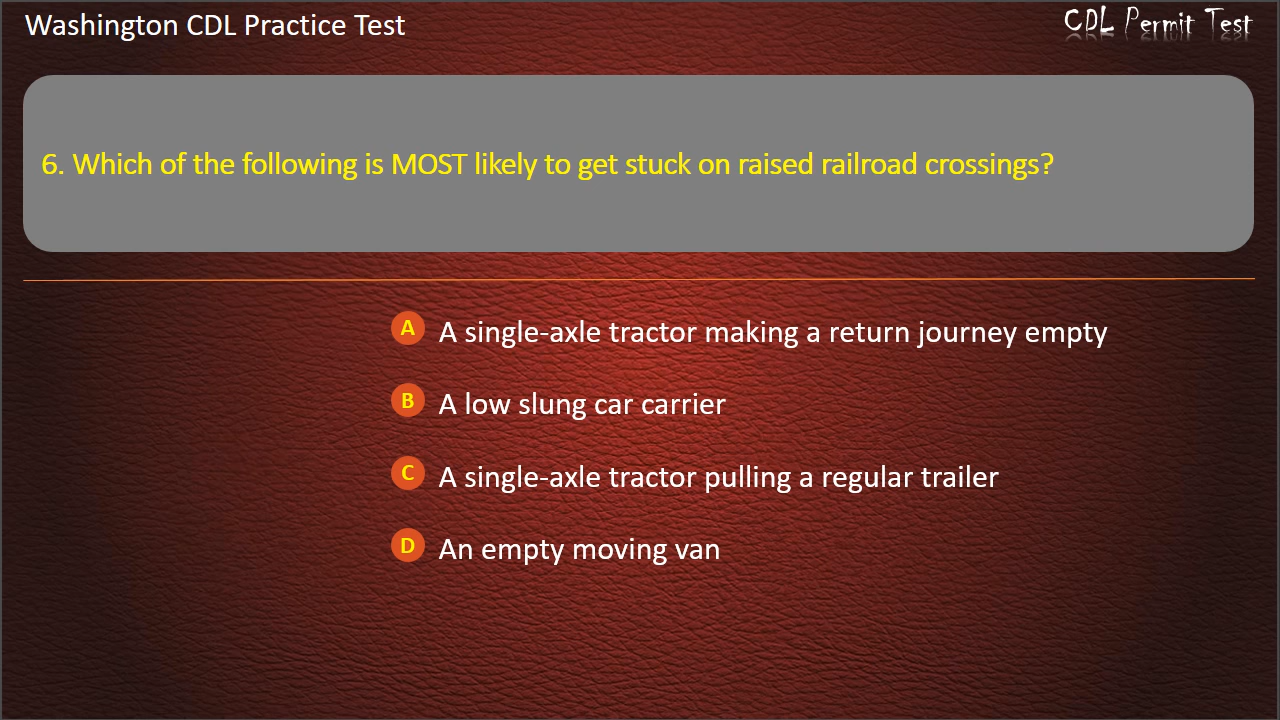 Washington CDL Practice Test
CDL Permit Test
6. Which of the following is MOST likely to get stuck on raised railroad crossings?
A A single-axle tractor making a return journey empty
B A low slung car carrier
C A single-axle tractor pulling a regular trailer
D An empty moving van